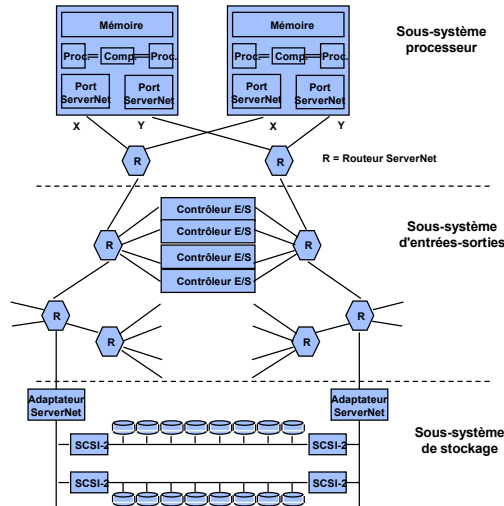 Mémoire
Proc.
Comp.
Proc.
Port
ServerNet
Port
ServerNet
Mémoire
Proc.
Comp.
Proc.
Port
ServerNet
Port
ServerNet
Sous-système
processeur
X
Y
X
Y
R
R
R = Routeur ServerNet
Contrôleur E/S
Contrôleur E/S
Contrôleur E/S
Contrôleur E/S
R
R
Sous-système
d'entrées-sorties
R
R
R
R
Adaptateur
ServerNet
Adaptateur
ServerNet
Sous-système
de stockage
SCSI-2
SCSI-2
SCSI-2
SCSI-2